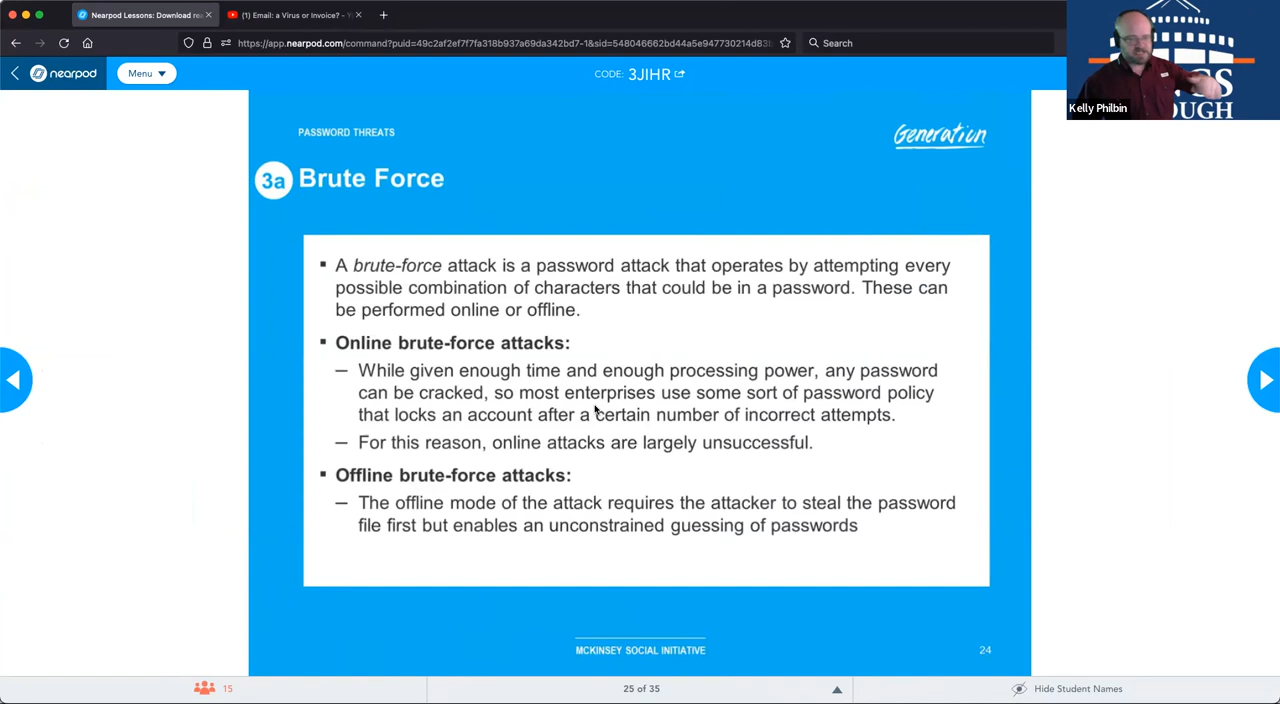 Nearpod Lessons: Download rea
(1) Email: a Virus or Invoice? - Y
https://app.nearpod.com/command?puid=49c2af2ef7f7fa318b937a69da342bd7-1&sid=548046662bd44a5e947730214d83
Search
nearpod
Menu
CODE: 3JIHR
Kelly Philbin
OUGH
PASSWORD THREATS
Generation
3a Brute Force
▪ A brute-force attack is a password attack that operates by attempting every
possible combination of characters that could be in a password. These can
be performed online or offline.
▪ Online brute-force attacks:
– While given enough time and enough processing power, any password
can be cracked, so most enterprises use some sort of password policy
that locks an account after a certain number of incorrect attempts.
– For this reason, online attacks are largely unsuccessful.
▪ Offline brute-force attacks:
– The offline mode of the attack requires the attacker to steal the password
file first but enables an unconstrained guessing of passwords
MCKINSEY SOCIAL INITIATIVE
24
15
25 of 35
Hide Student Names